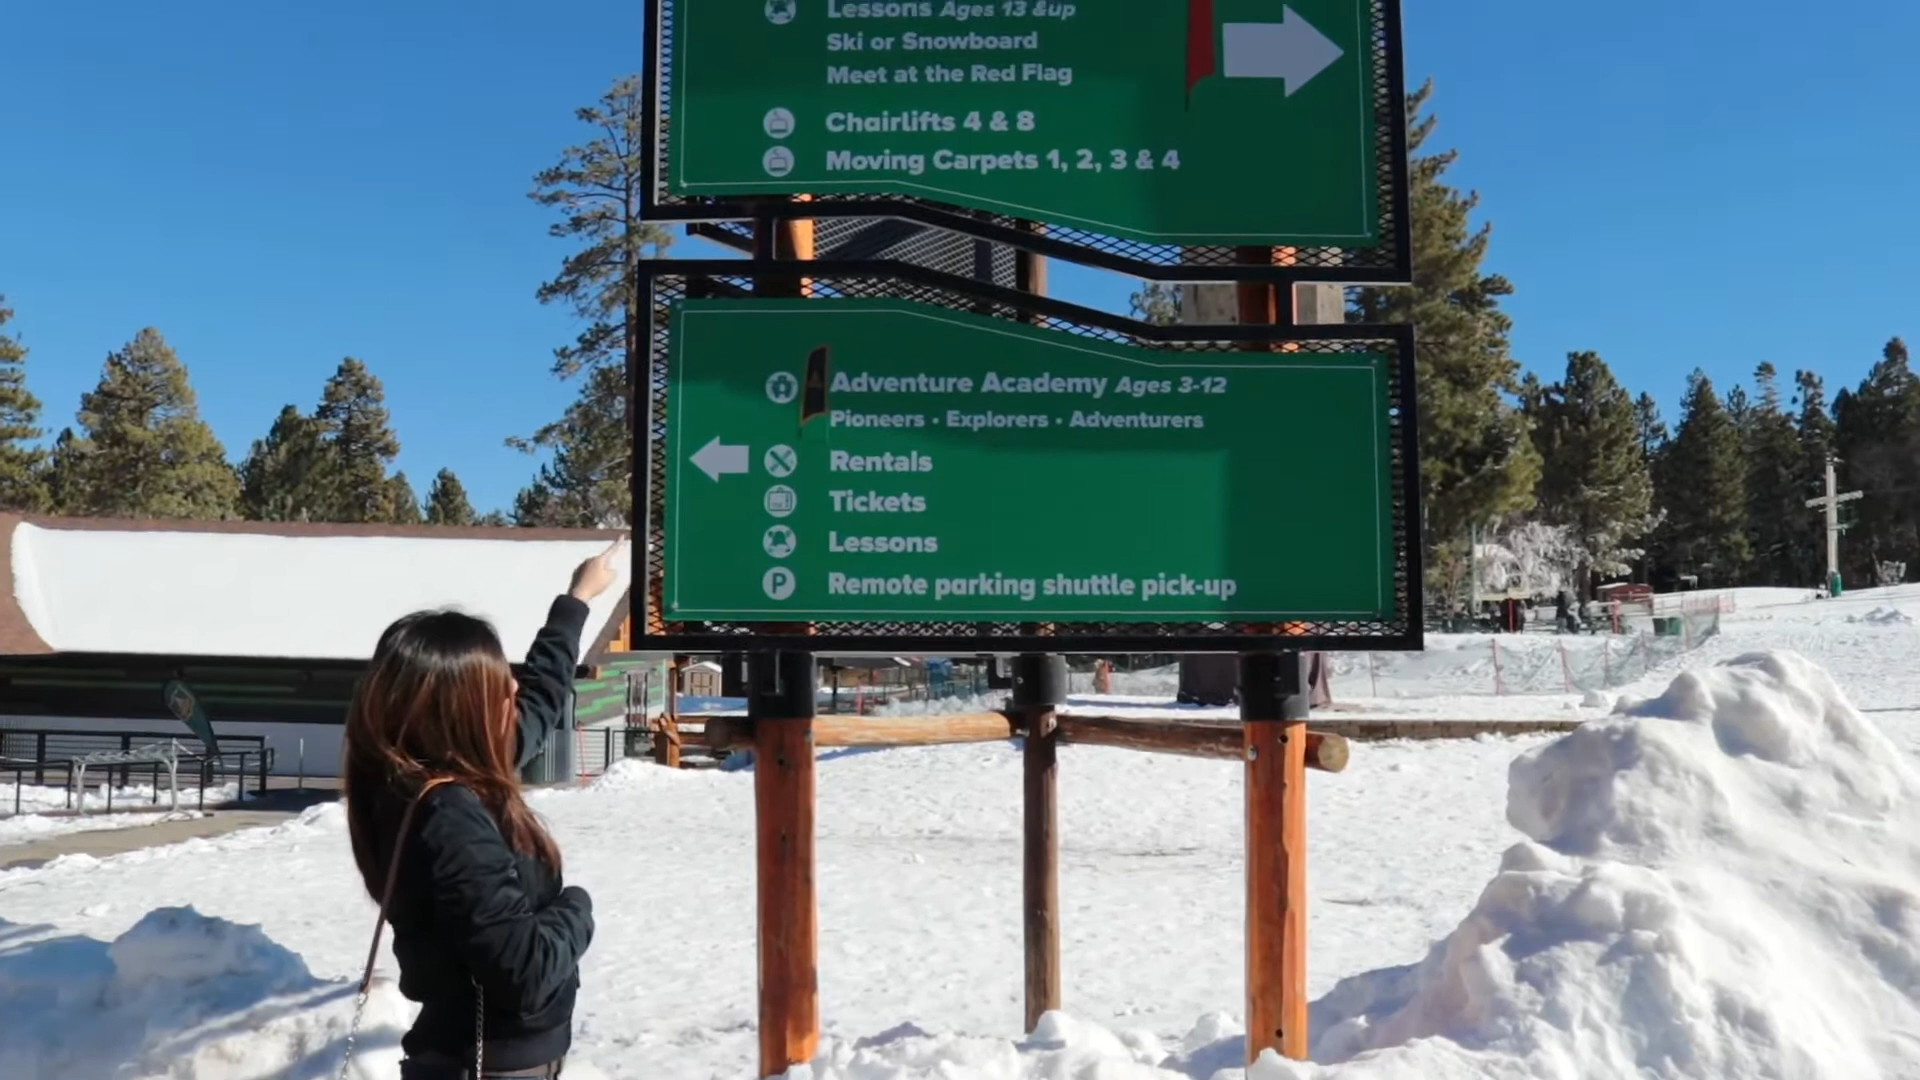 Lessons Ages 13 &up
Ski or Snowboard
Meet at the Red Flag
Chairlifts 4 & 8
Moving Carpets 1, 2, 3 & 4
Adventure Academy Ages 3-12
Pioneers • Explorers • Adventurers
Rentals
Tickets
Lessons
P Remote parking shuttle pick-up